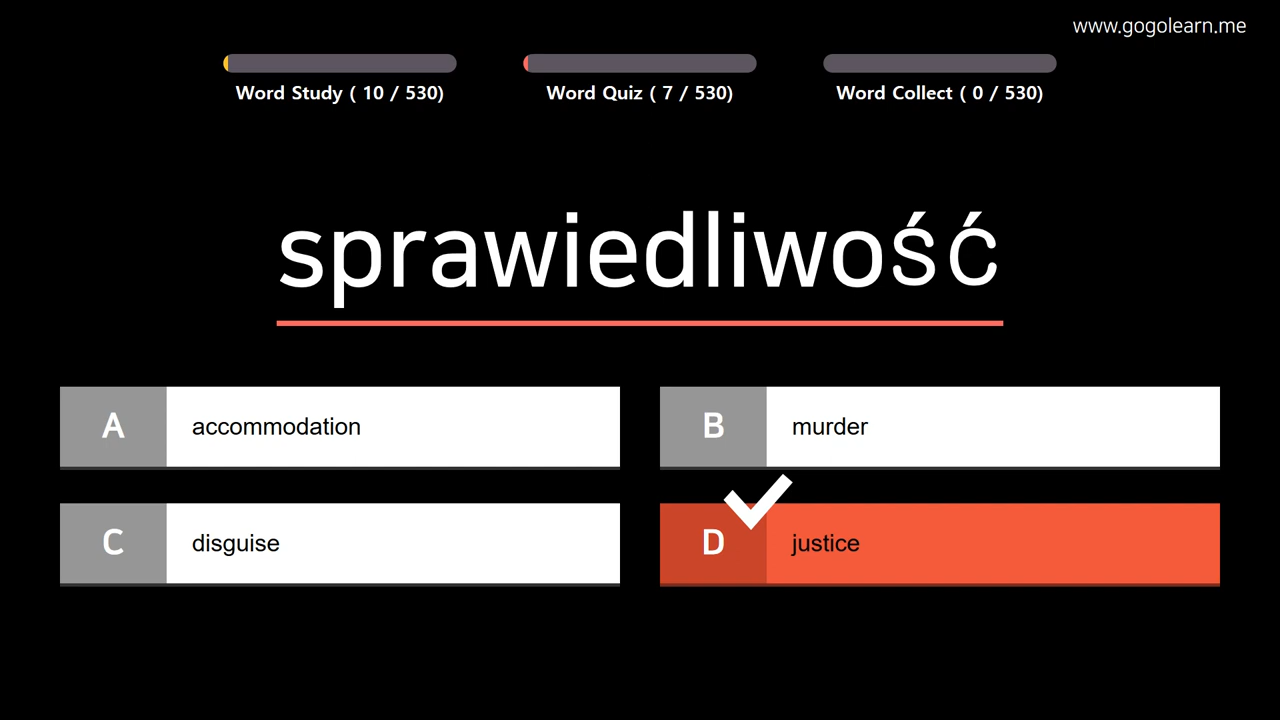 www.gogolearn.me
Word Study ( 10 / 530)
Word Quiz ( 7 / 530)
Word Collect ( 0 / 530)
sprawiedliwość
A accommodation
B murder
C disguise
D justice